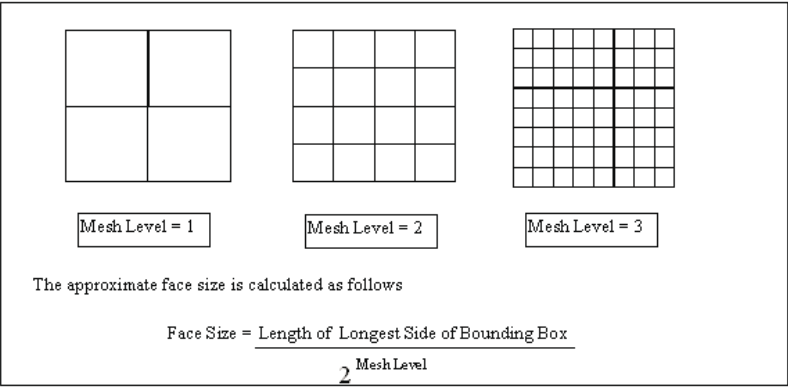 Mesh Level = 1
Mesh Level = 2
Mesh Level = 3
The approximate face size is calculated as follows
Face Size = Length of Longest Side of Bounding Box
2 Mesh Level